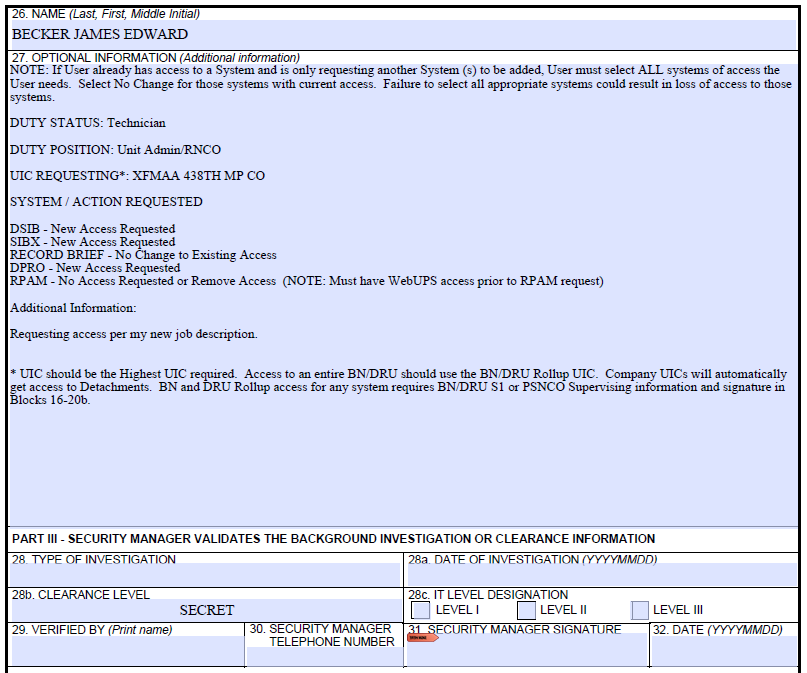 26. NAME (Last, First, Middle Initial)
BECKER JAMES EDWARD
27. OPTIONAL INFORMATION (Additional information)
NOTE: If User already has access to a System and is only requesting another System (s) to be added, User must select ALL systems of access the
User needs. Select No Change for those systems with current access. Failure to select all appropriate systems could result in loss of access to those
systems.
DUTY STATUS: Technician
DUTY POSITION: Unit Admin/RNCO
UIC REQUESTING*: XFMAA 438TH MP CO
SYSTEM / ACTION REQUESTED
DSIB - New Access Requested
SIBX - New Access Requested
RECORD BRIEF - No Change to Existing Access
DPRO - New Access Requested
RPAM - No Access Requested or Remove Access (NOTE: Must have WebUPS access prior to RPAM request)
Additional Information:
Requesting access per my new job description.
* UIC should be the Highest UIC required. Access to an entire BN/DRU should use the BN/DRU Rollup UIC. Company UICs will automatically
get access to Detachments. BN and DRU Rollup access for any system requires BN/DRU S1 or PSNCO Supervising information and signature in
Blocks 16-20b.
PART III - SECURITY MANAGER VALIDATES THE BACKGROUND INVESTIGATION OR CLEARANCE INFORMATION
28. TYPE OF INVESTIGATION
28a. DATE OF INVESTIGATION (YYYYMMDD)
28b. CLEARANCE LEVEL
SECRET
28c. IT LEVEL DESIGNATION
LEVEL I LEVEL II LEVEL III
29. VERIFIED BY (Print name)
30. SECURITY MANAGER
TELEPHONE NUMBER
31. SECURITY MANAGER SIGNATURE
32. DATE (YYYYMMDD)